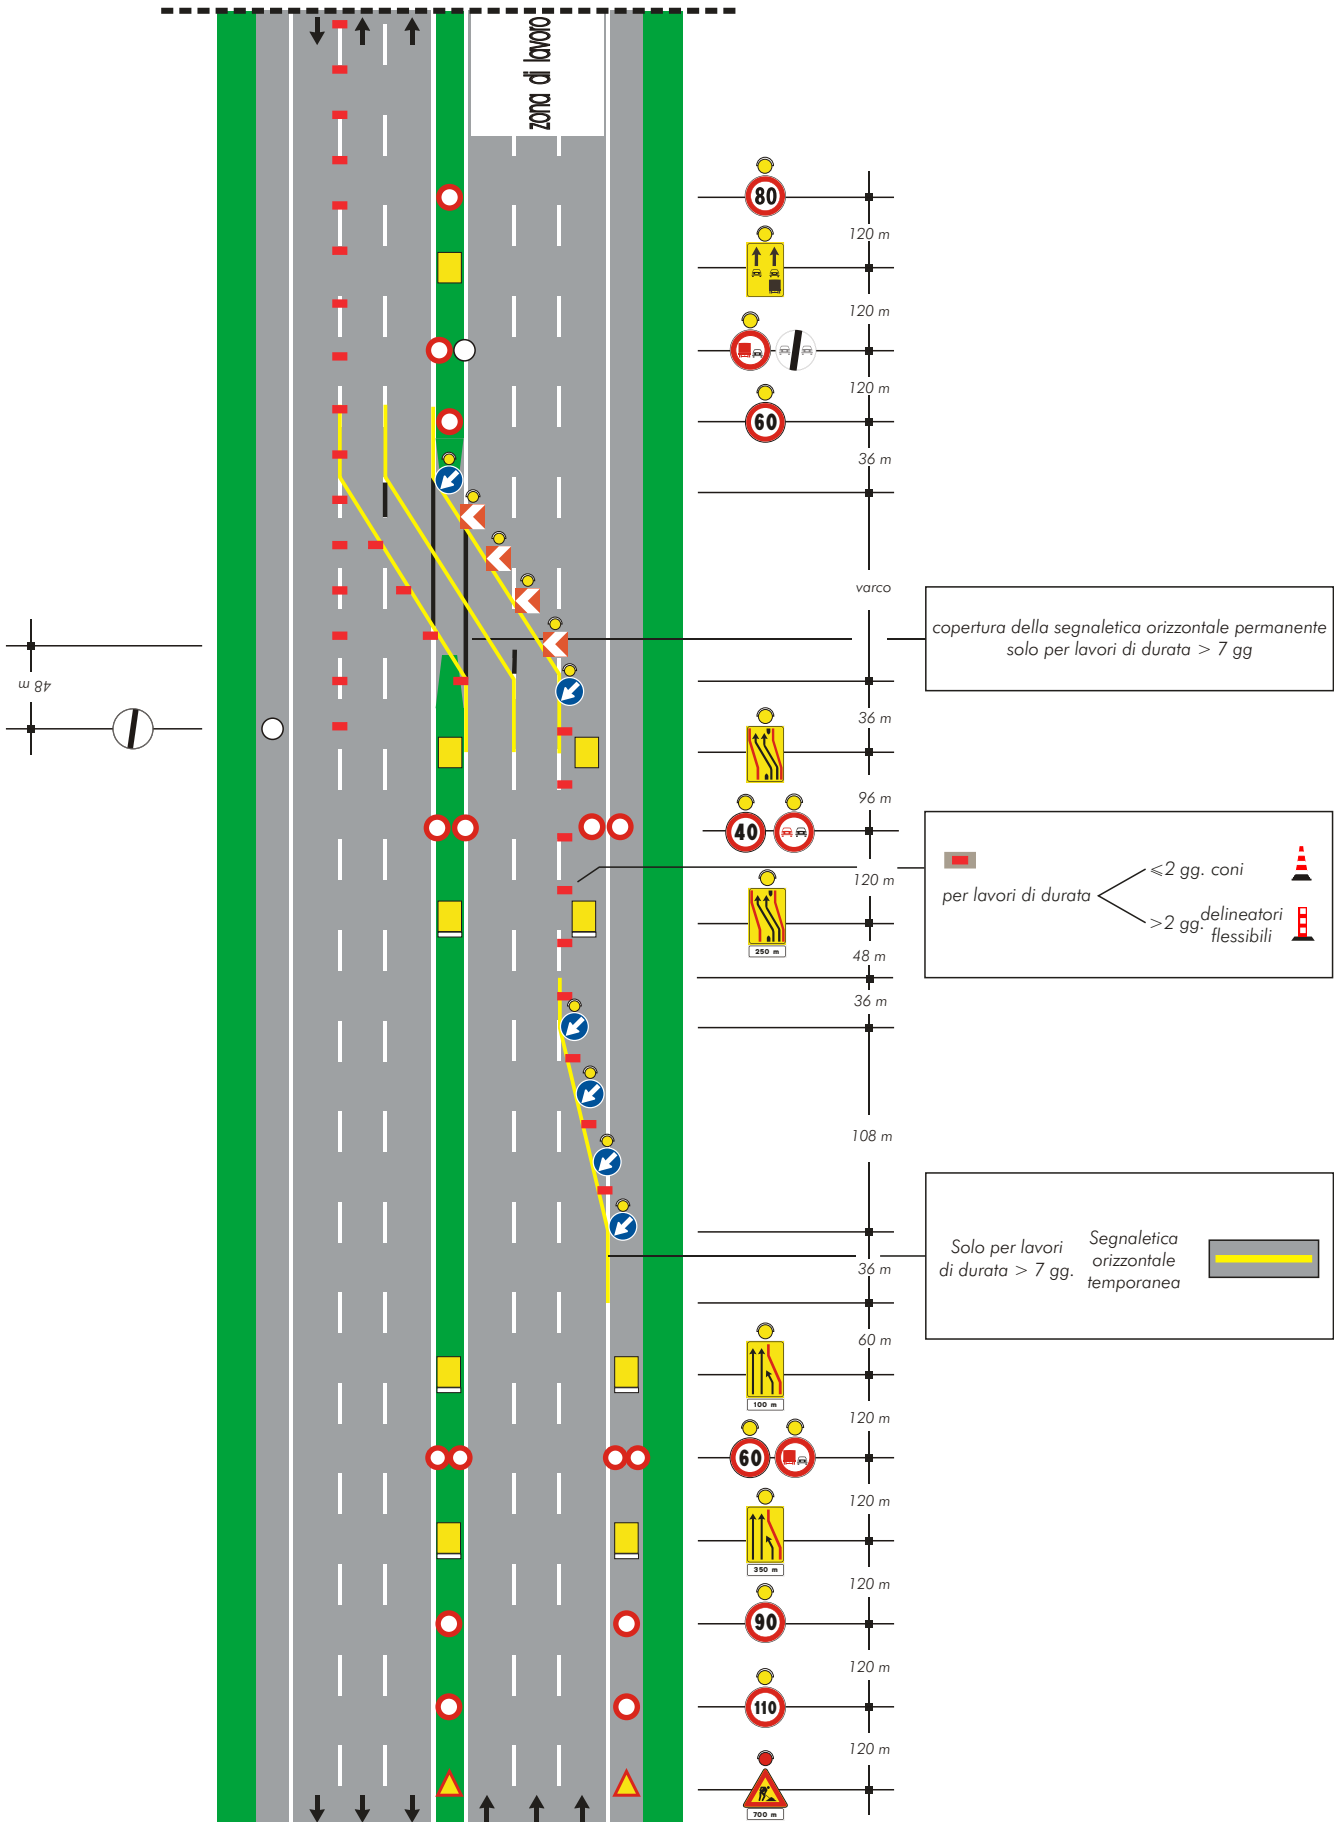 zona di lavoro
80
120 m
120 m
120 m
60
36 m
varco
copertura della segnaletica orizzontale permanente
solo per lavori di durata > 7 gg
48 m
36 m
96 m
40
120 m
per lavori di durata
⩽2 gg. coni
>2 gg. delineatori
flessibili
250 m
48 m
36 m
108 m
Solo per lavori
di durata > 7 gg.
Segnaletica
orizzontale
temporanea
36 m
60 m
100 m
120 m
60
120 m
350 m
120 m
90
120 m
110
120 m
700 m